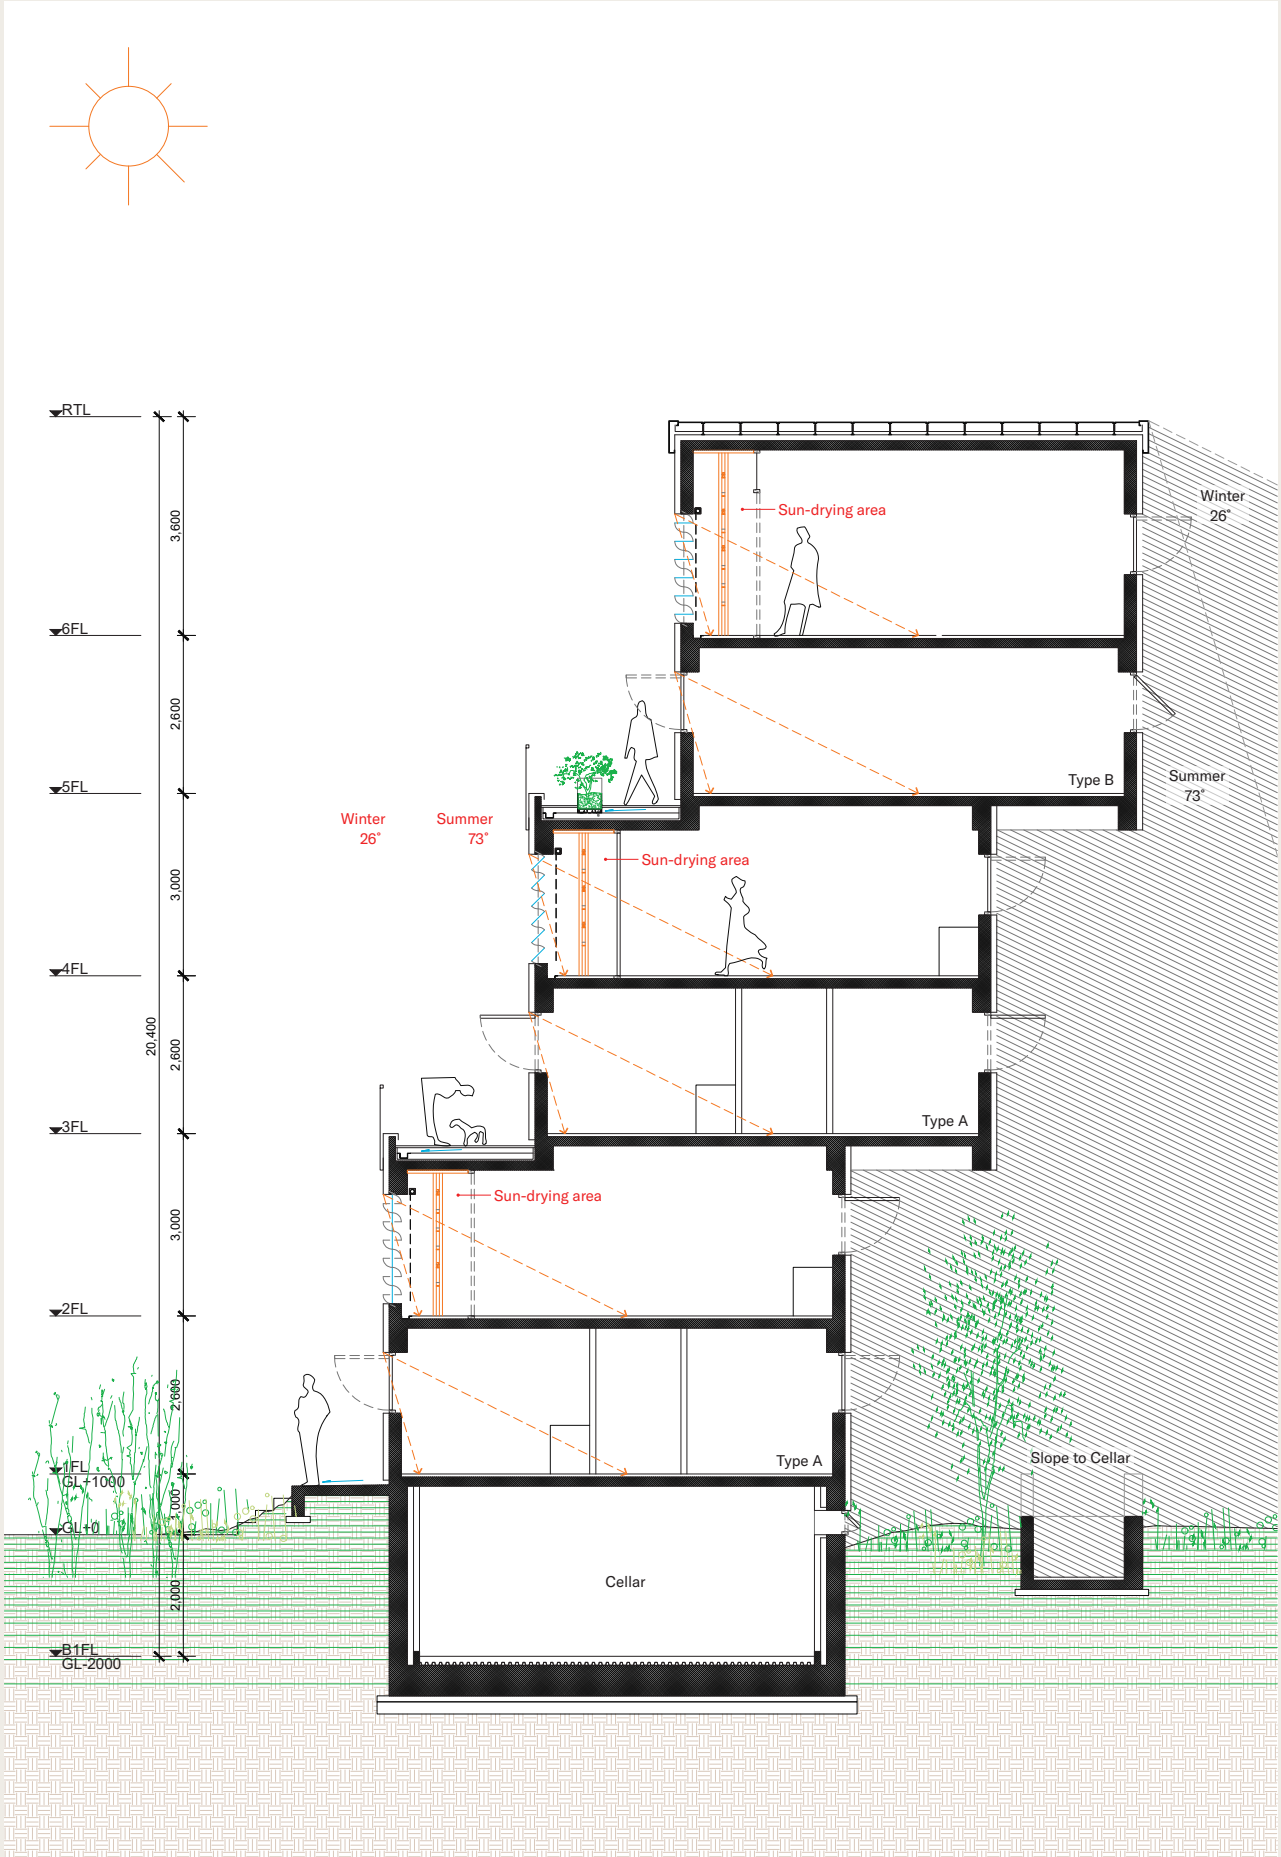 RTL
3,600
Sun-drying area
Winter
26°
6FL
2,600
Type B
Summer
73°
5FL
Winter
26°
Summer
73°
3,000
Sun-drying area
4FL
20,400
2,600
Type A
3FL
3,000
Sun-drying area
2FL
2,600
Type A
Slope to Cellar
1FL
GL+1000
1,000
GL+0
2,000
Cellar
B1FL
GL-2000